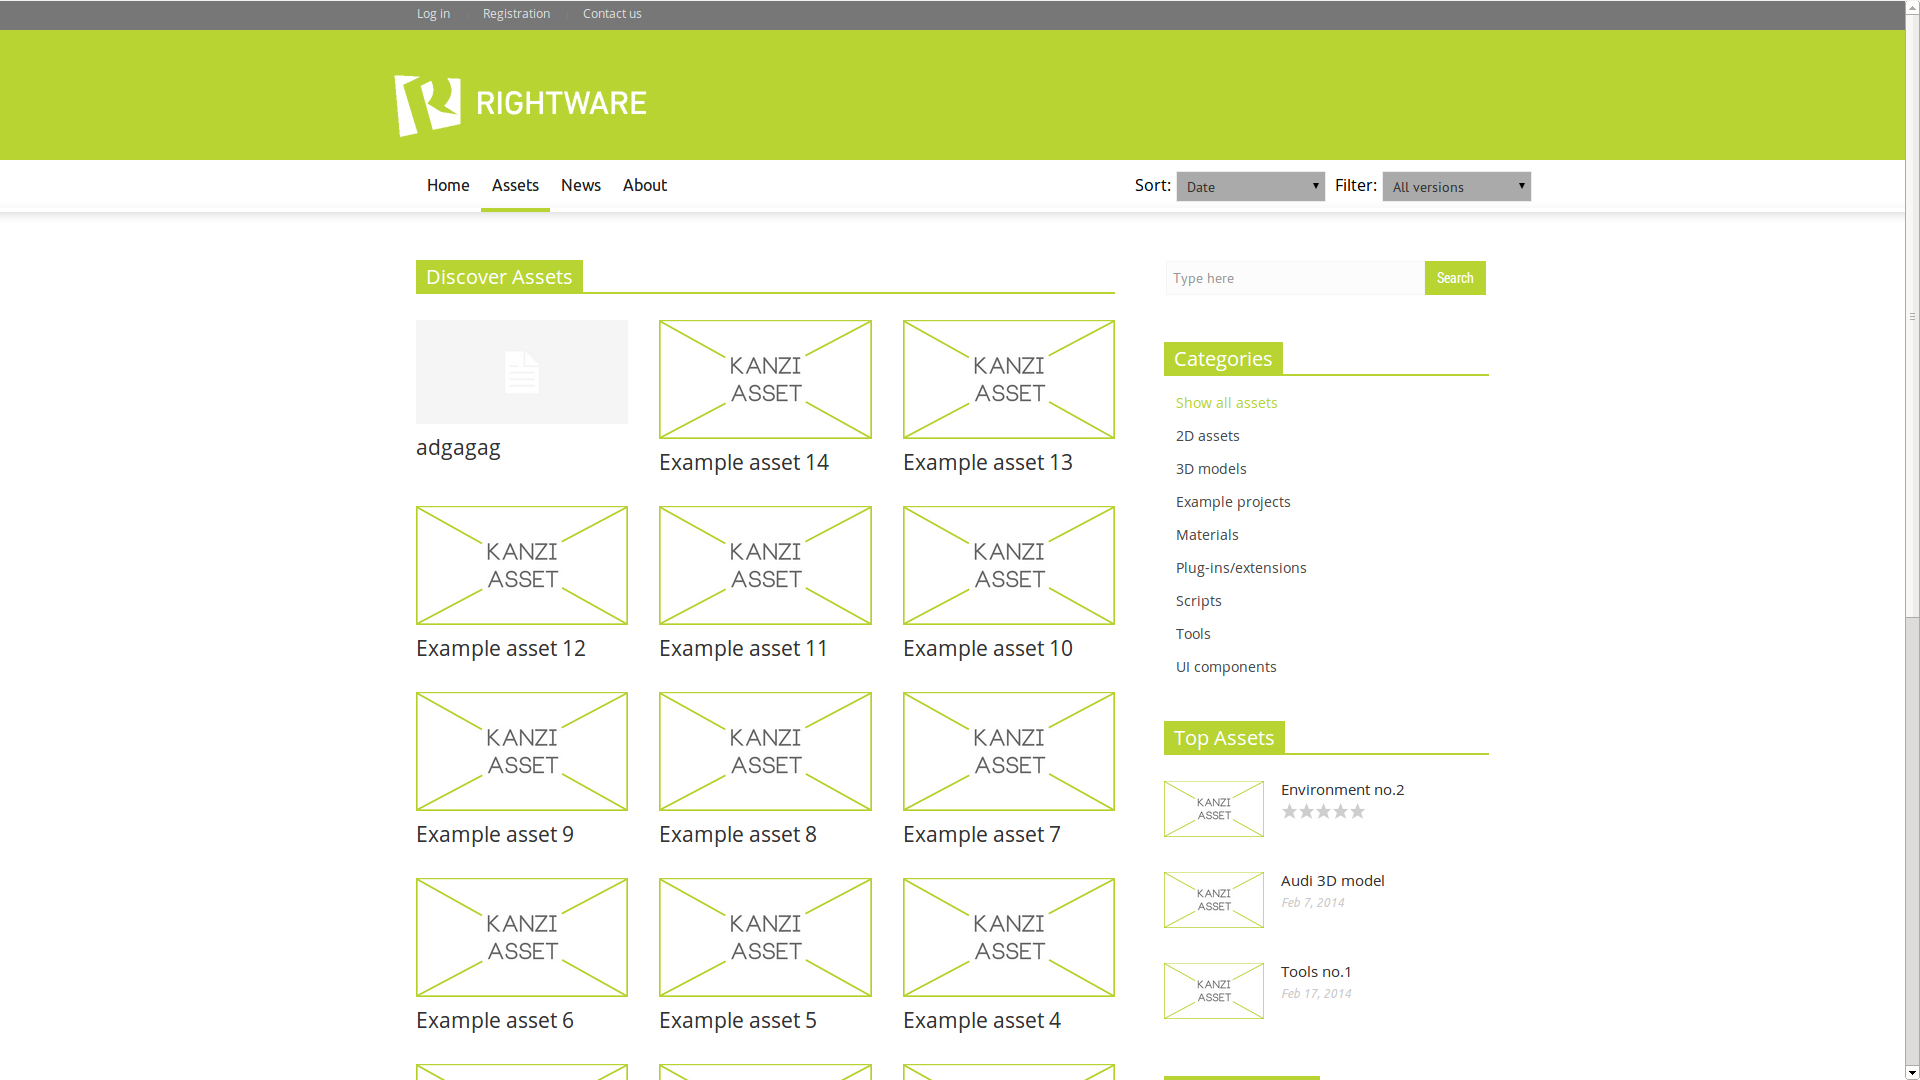 Log in Registration Contact us
RIGHTWARE
Home Assets News About Sort: Date Filter: All versions
Discover Assets
adgagag
KANZI
ASSET
Example asset 14
KANZI
ASSET
Example asset 13
KANZI
ASSET
Example asset 12
KANZI
ASSET
Example asset 11
KANZI
ASSET
Example asset 10
KANZI
ASSET
Example asset 9
KANZI
ASSET
Example asset 8
KANZI
ASSET
Example asset 7
KANZI
ASSET
Example asset 6
KANZI
ASSET
Example asset 5
KANZI
ASSET
Example asset 4
Type here Search
Categories
Show all assets
2D assets
3D models
Example projects
Materials
Plug-ins/extensions
Scripts
Tools
UI components
Top Assets
KANZI
ASSET
Environment no.2
KANZI
ASSET
Audi 3D model
Feb 7, 2014
KANZI
ASSET
Tools no.1
Feb 17, 2014